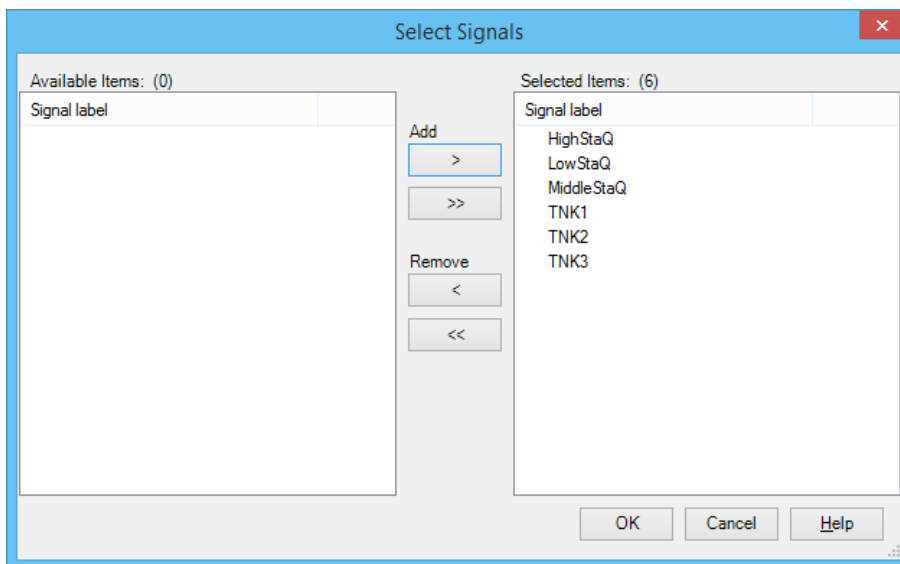 Select Signals
Available Items: (0)
Signal label
Add
>
>>
Remove
<
<<
Selected Items: (6)
Signal label
HighStaQ
LowStaQ
MiddleStaQ
TNK1
TNK2
TNK3
OK
Cancel
Help